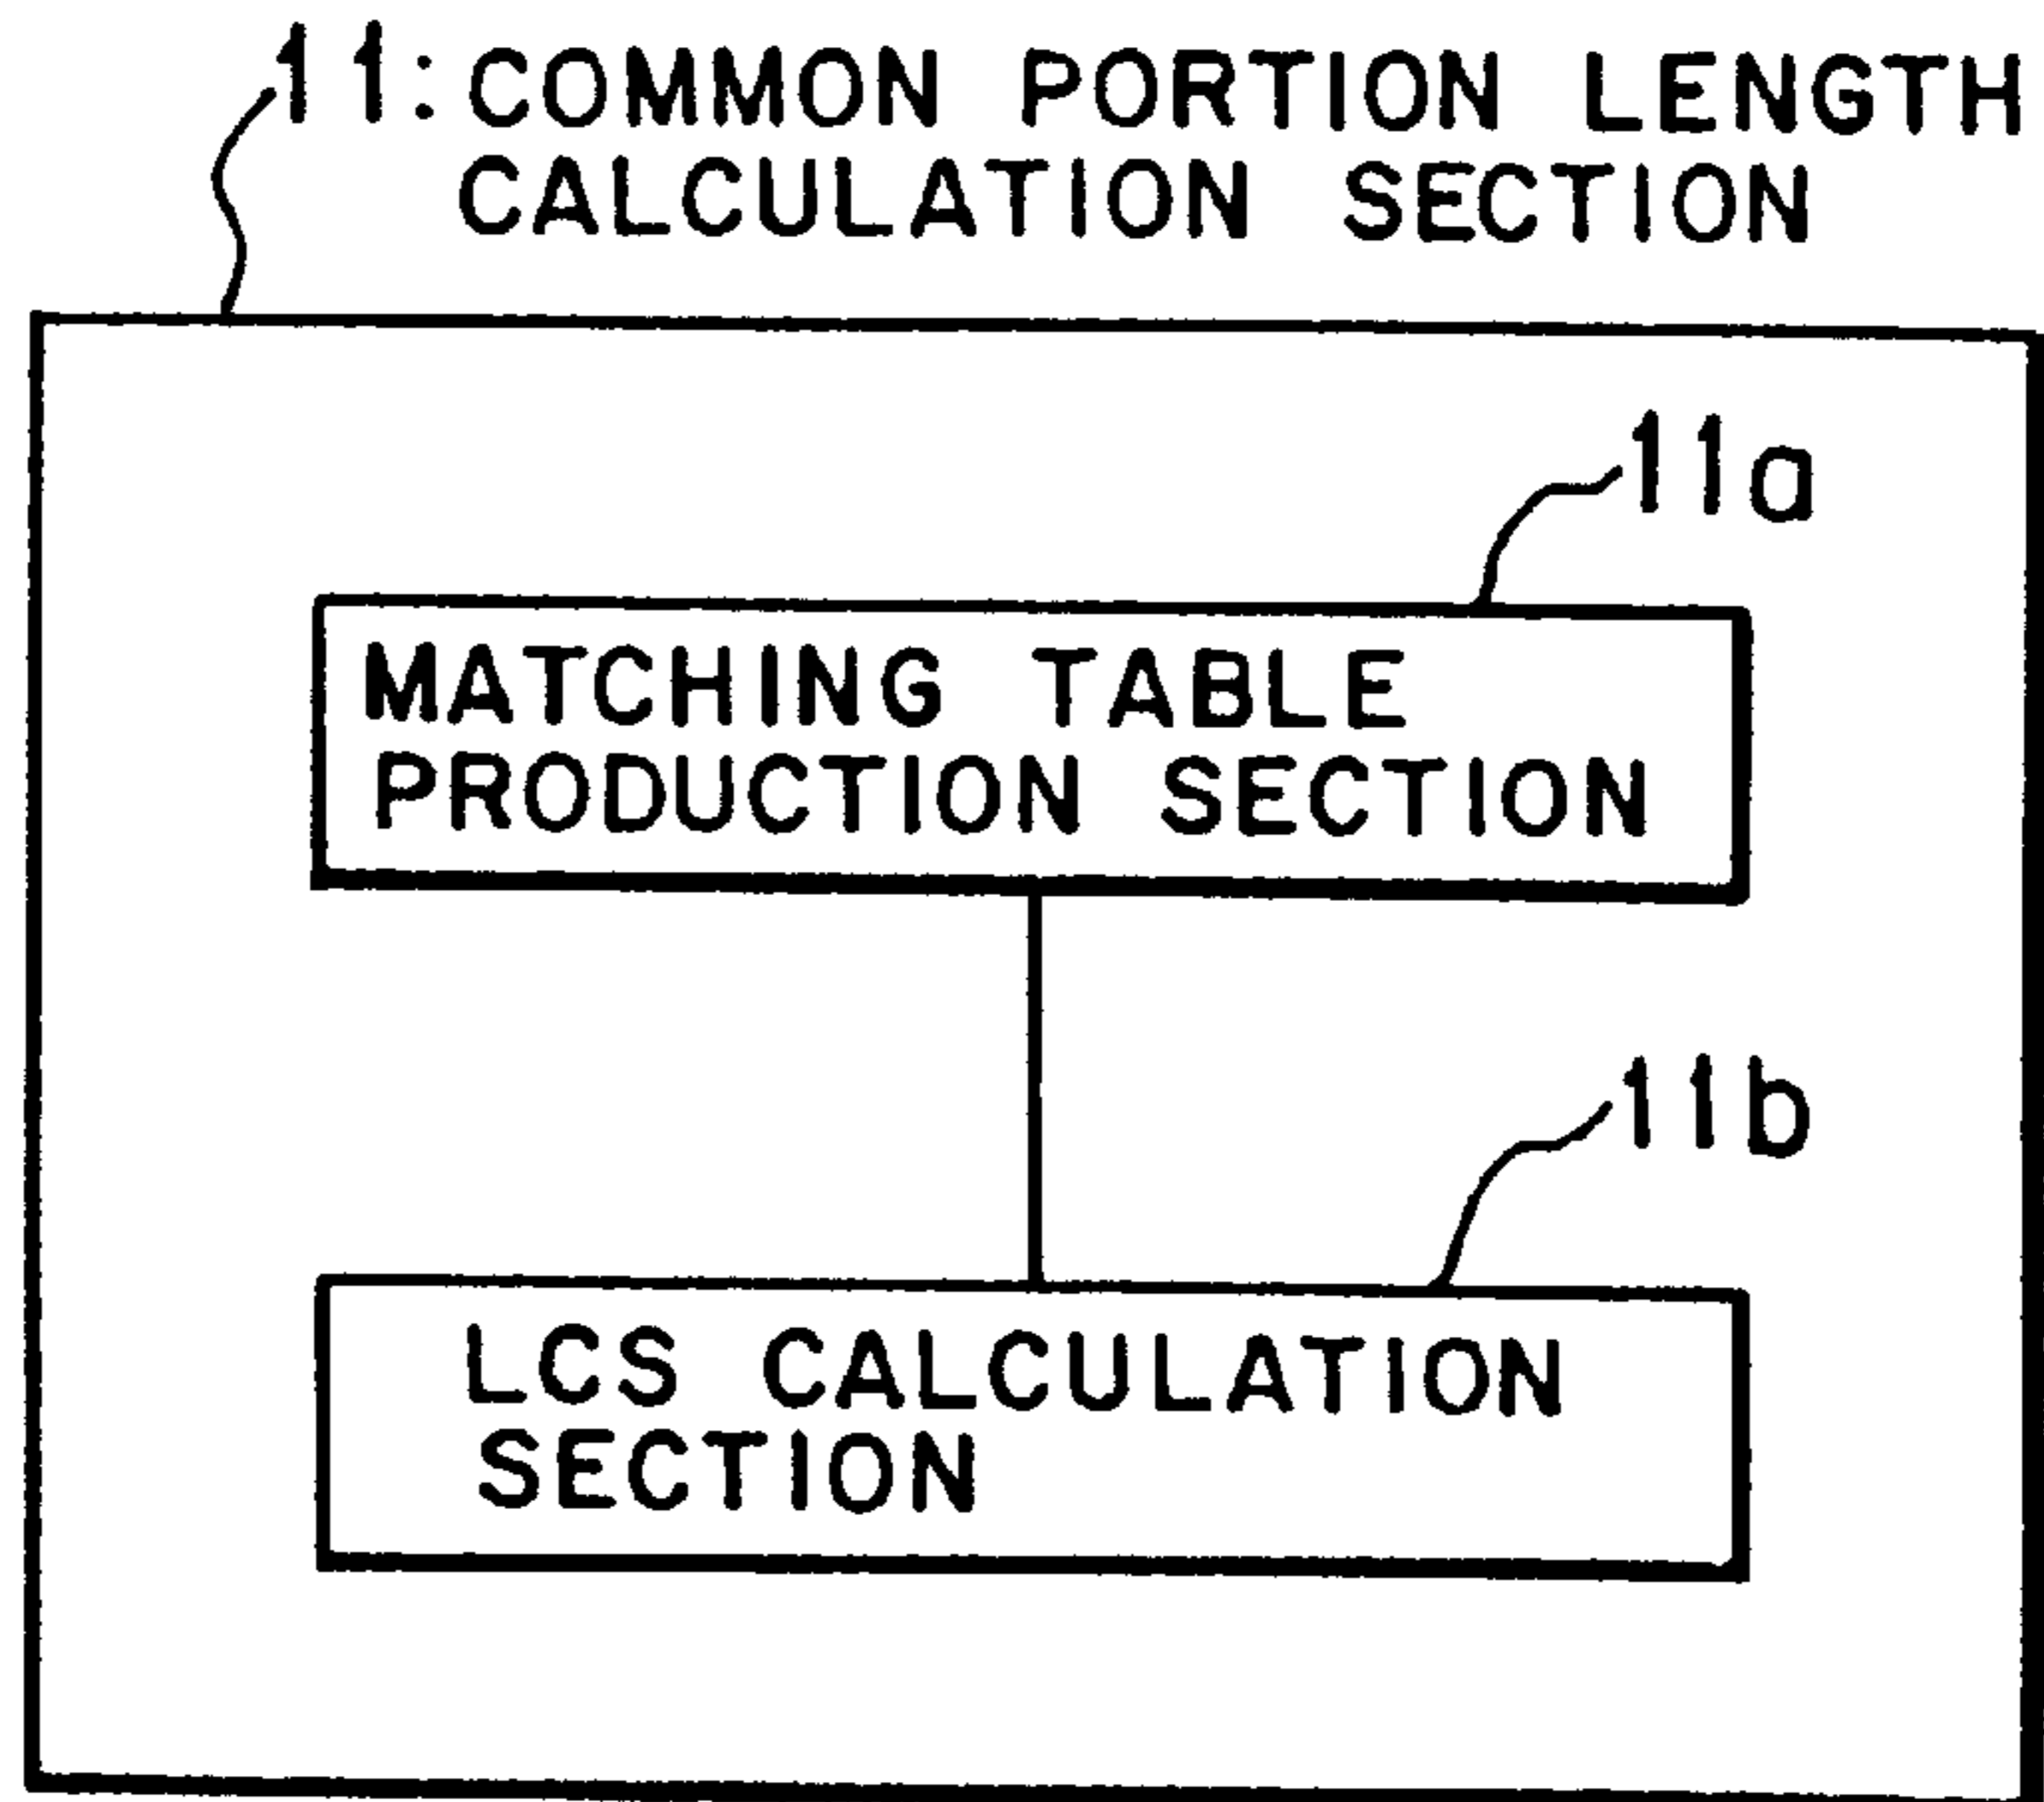 11: COMMON PORTION LENGTH
CALCULATION SECTION
11a
MATCHING TABLE
PRODUCTION SECTION
11b
LCS CALCULATION
SECTION